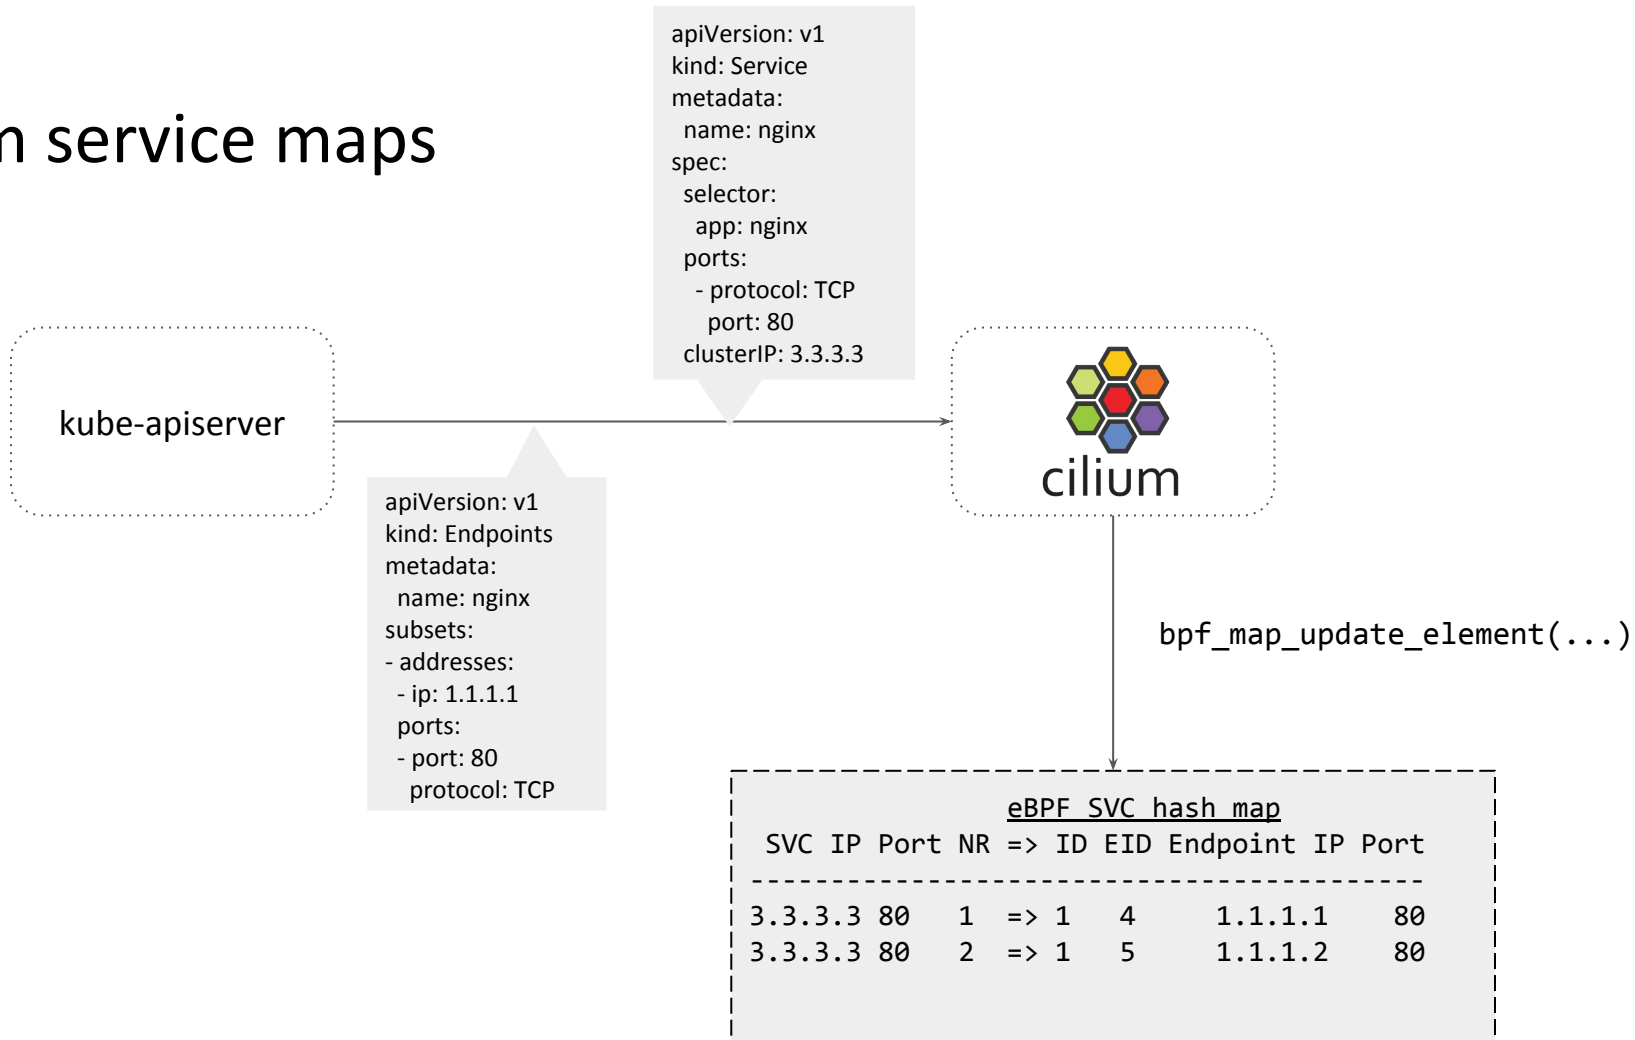 service maps
apiVersion: v1
kind: Service
metadata:
name: nginx
spec:
selector:
app: nginx
ports:
- protocol: TCP
port: 80
clusterIP: 3.3.3.3
kube-apiserver
cilium
apiVersion: v1
kind: Endpoints
metadata:
name: nginx
subsets:
- addresses:
- ip: 1.1.1.1
ports:
- port: 80
protocol: TCP
bpf_map_update_element(...)
eBPF SVC hash map
SVC IP Port NR => ID EID Endpoint IP Port
------------------------------------------
3.3.3.3 80 1 => 1 4 1.1.1.1 80
3.3.3.3 80 2 => 1 5 1.1.1.2 80